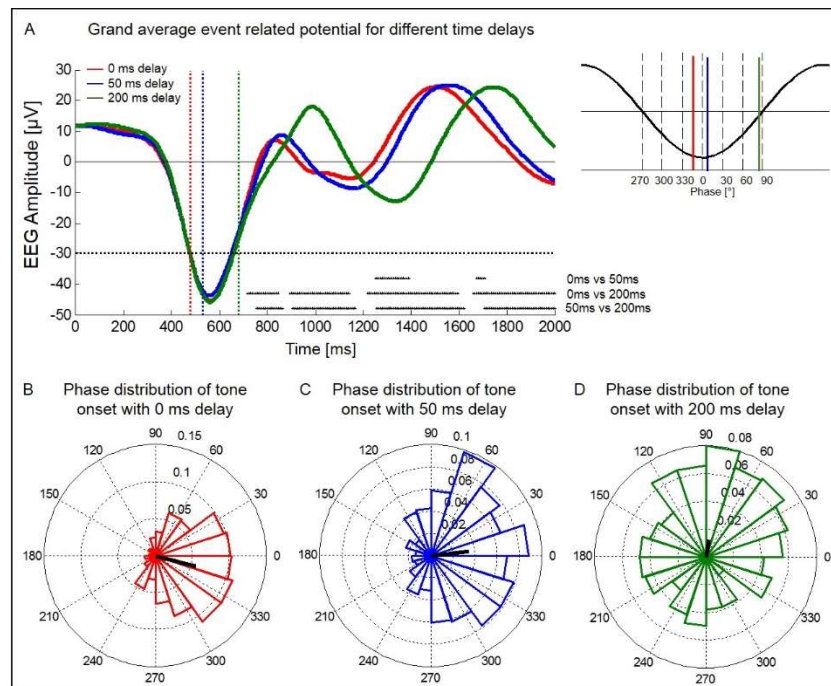 A Grand average event related potential for different time delays
0 ms delay
50 ms delay
200 ms delay
EEG Amplitude [µV]
30
20
10
0
-10
-20
-30
-40
-50
0 200 400 600 800 1000 1200 1400 1600 1800 2000
Time [ms]
0ms vs 50ms
0ms vs 200ms
50ms vs 200ms
270 300 330 0 30 60 90
Phase [°]
B Phase distribution of tone
onset with 0 ms delay
90
0.15
120 60
0.1
150 30
0.05
180 0
210 330
240 300
270
C Phase distribution of tone
onset with 50 ms delay
90
0.1
120 60
0.08
0.06
150 30
0.04
0.02
180 0
210 330
240 300
270
D Phase distribution of tone
onset with 200 ms delay
90
0.08
120 60
0.06
150 30
0.04
0.02
180 0
210 330
240 300
270